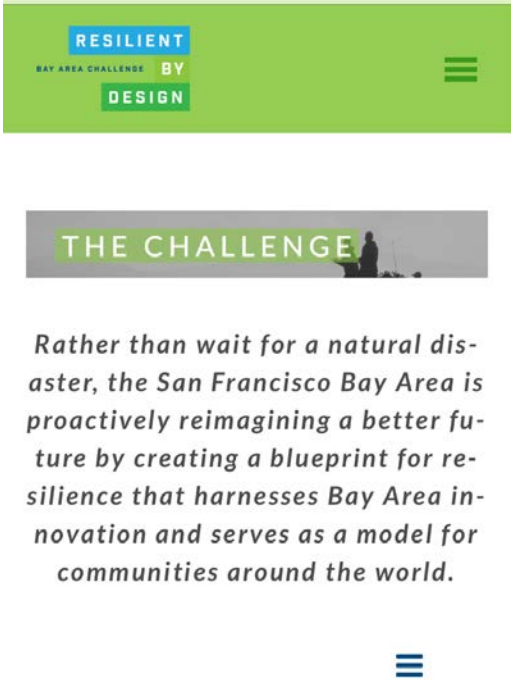 RESILIENT
BAY AREA CHALLENGE BY
DESIGN
THE CHALLENGE
Rather than wait for a natural dis-
aster, the San Francisco Bay Area is
proactively reimagining a better fu-
ture by creating a blueprint for re-
silience that harnesses Bay Area in-
novation and serves as a model for
communities around the world.